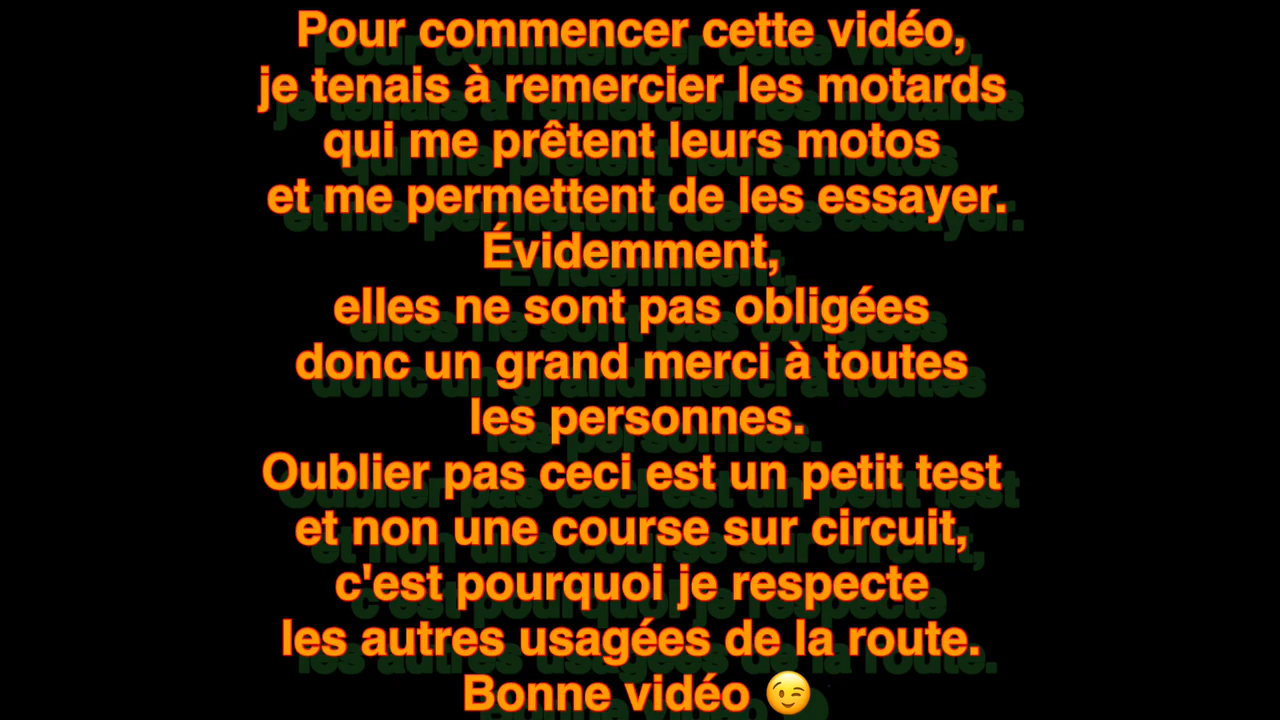 Pour commencer cette vidéo,
je tenais à remercier les motards
qui me prêtent leurs motos
et me permettent de les essayer.
Évidemment,
elles ne sont pas obligées
donc un grand merci à toutes
les personnes.
Oublier pas ceci est un petit test
et non une course sur circuit,
c'est pourquoi je respecte
les autres usagées de la route.
Bonne vidéo 😉